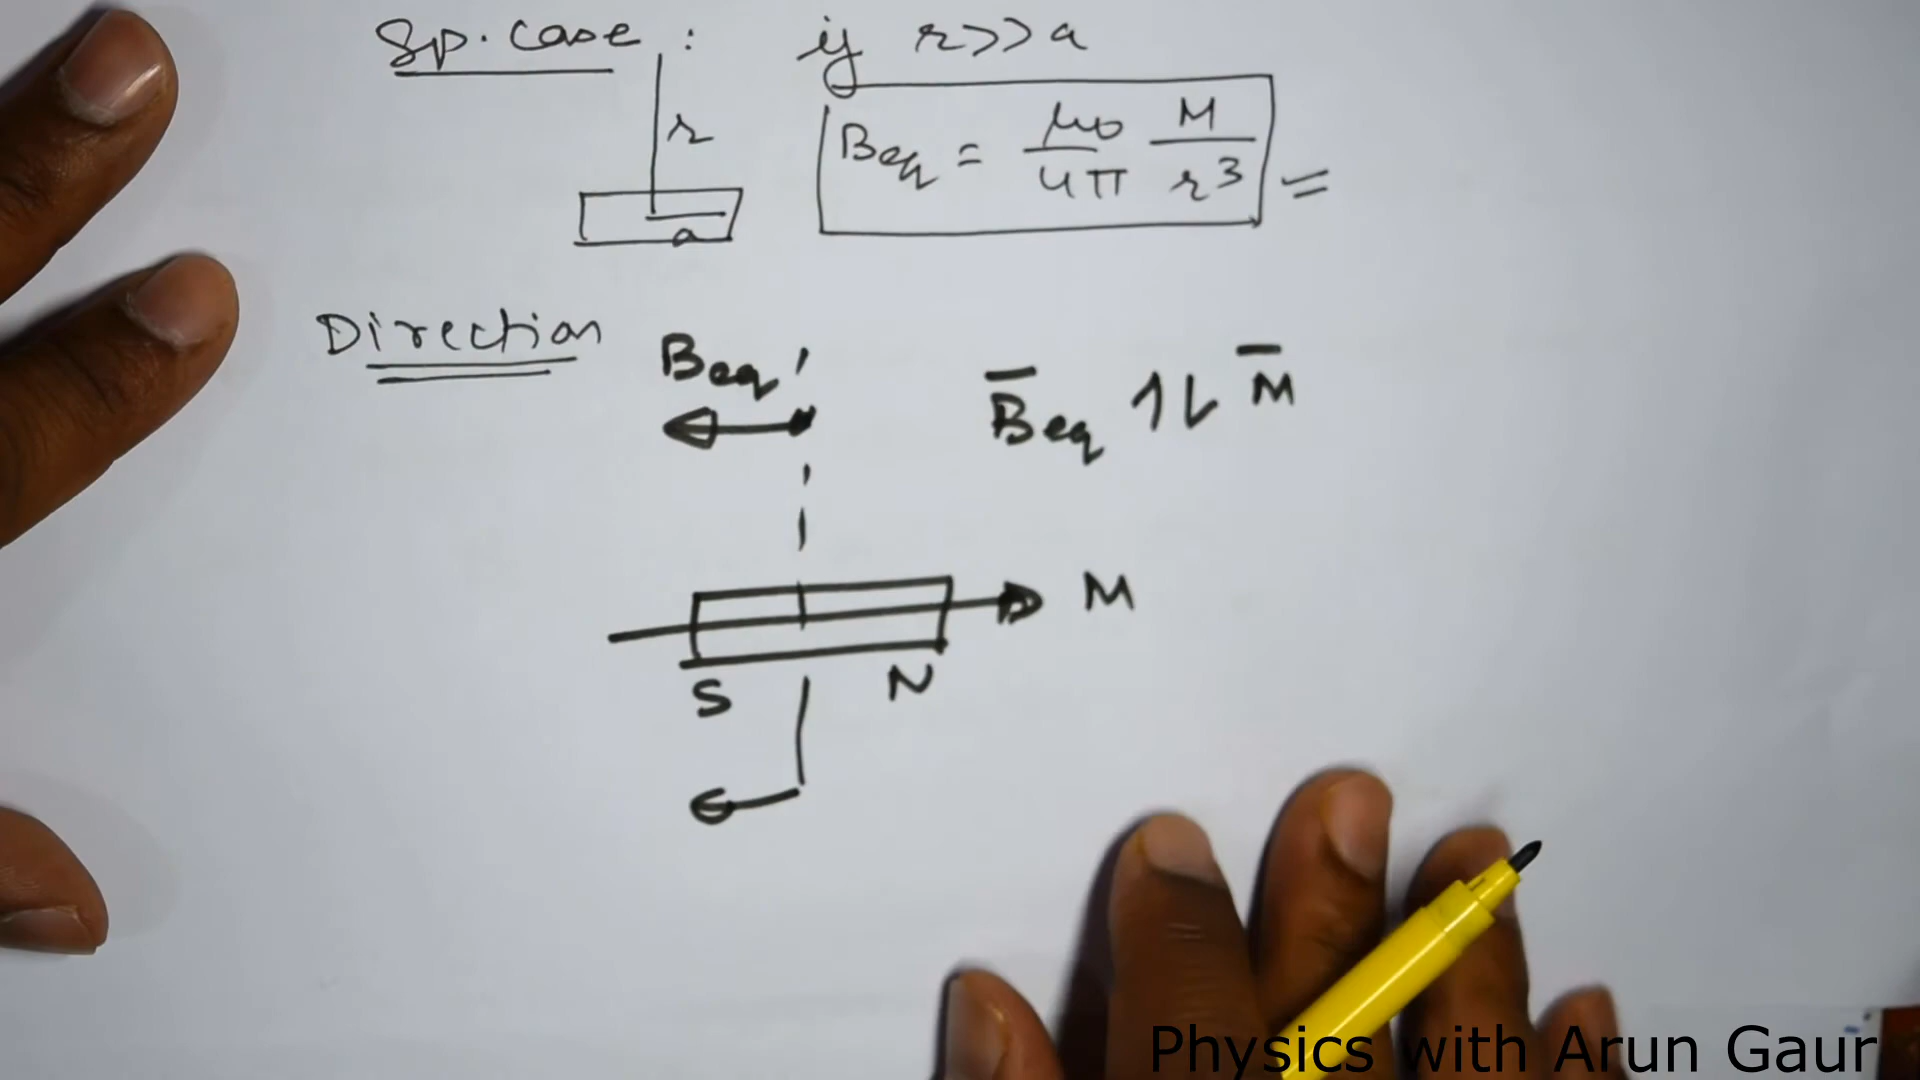 Sp. case : if r>>a
r
Beq = μ0/4π M/r³ =
a
Direction
Beq
B̅eq ↑↓ M̅
M
S N
Physics with Arun Gaur